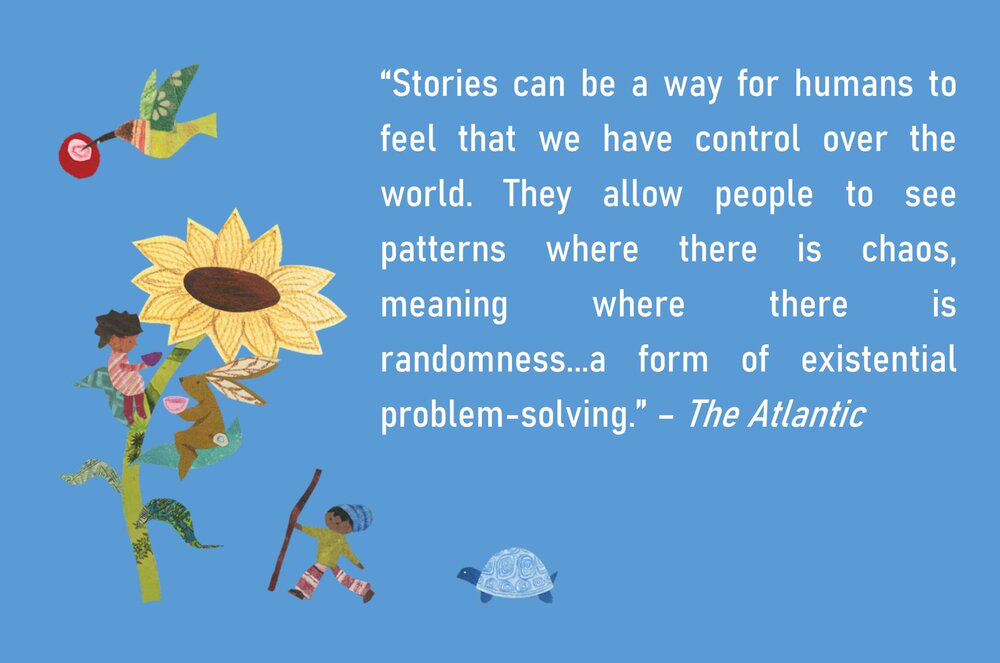 “Stories can be a way for humans to
feel that we have control over the
world. They allow people to see
patterns where there is chaos,
meaning where there is
randomness...a form of existential
problem-solving.” – The Atlantic